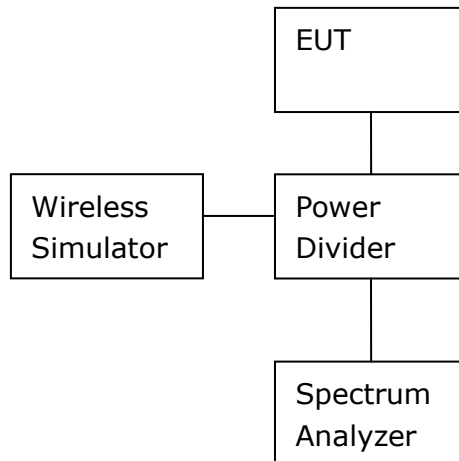 EUT
Wireless
Simulator
Power
Divider
Spectrum
Analyzer